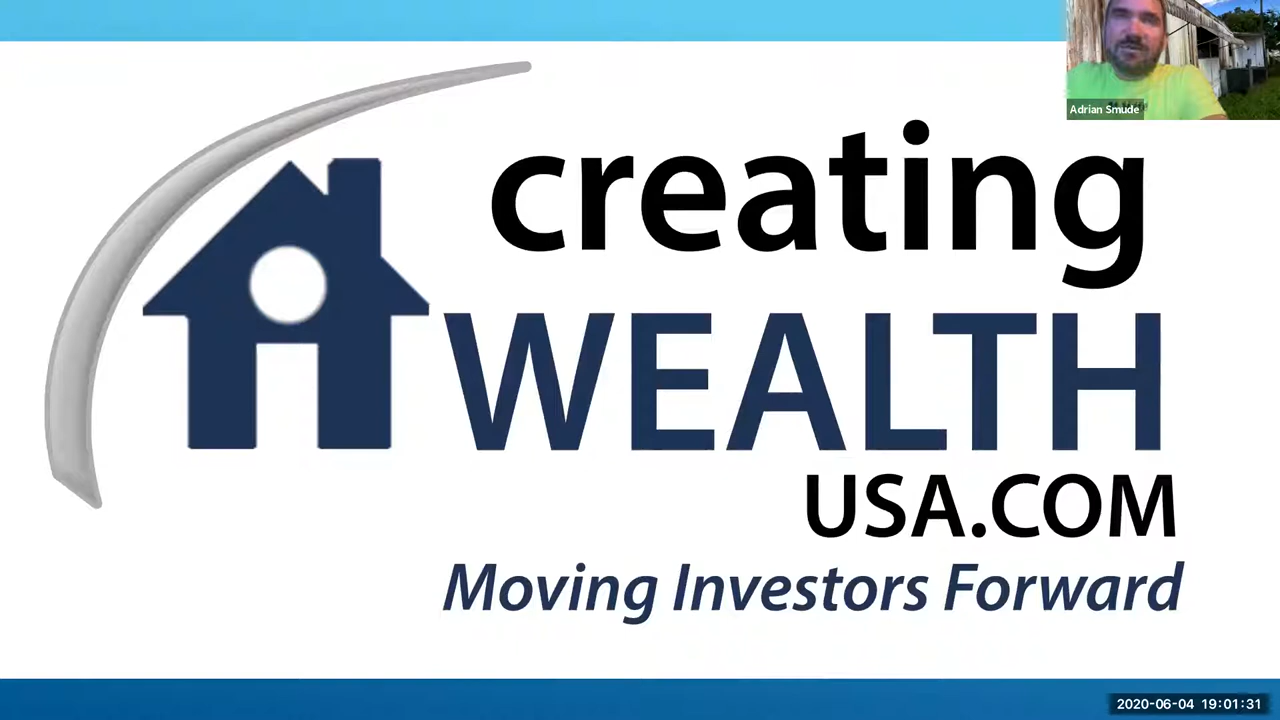 Adrian Smude
creating
WEALTH
USA.COM
Moving Investors Forward
2020-06-04 19:01:31